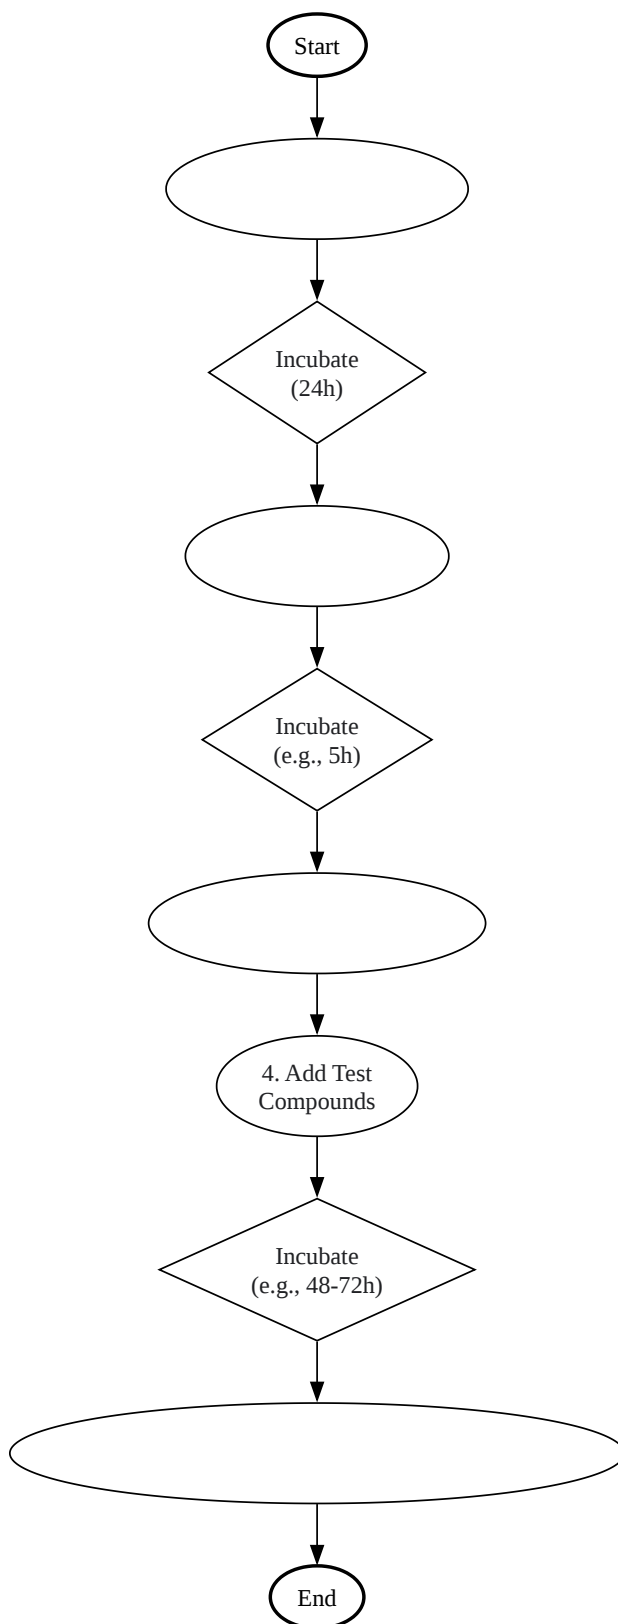 Start
Incubate
(24h)
Incubate
(e.g., 5h)
4. Add Test
Compounds
Incubate
(e.g., 48-72h)
End